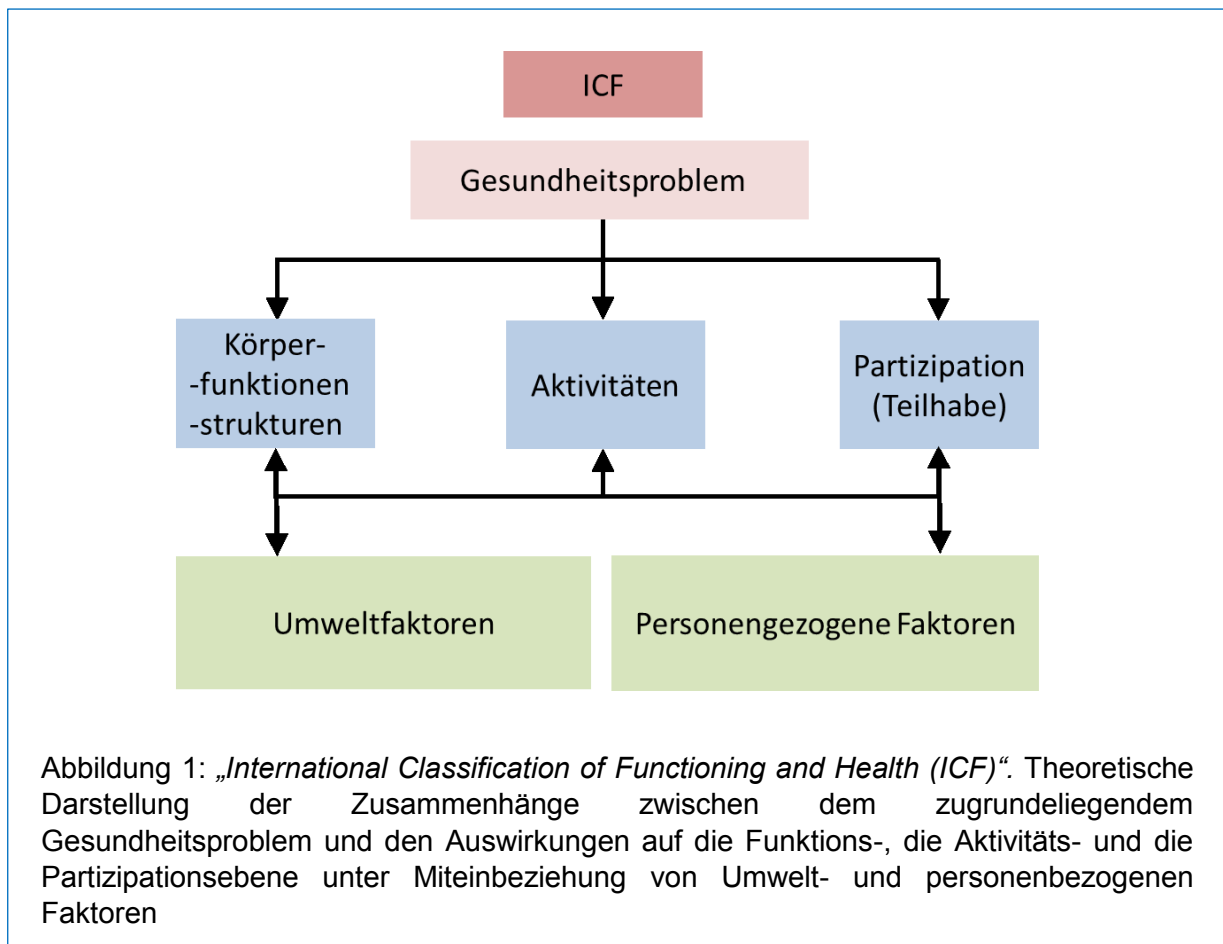 ICF
Gesundheitsproblem
Körper-
-funktionen
-strukturen
Aktivitäten
Partizipation
(Teilhabe)
Umweltfaktoren
Personengezogene Faktoren
Abbildung 1: „International Classification of Functioning and Health (ICF)“. Theoretische
Darstellung der Zusammenhänge zwischen dem zugrundeliegendem
Gesundheitsproblem und den Auswirkungen auf die Funktions-, die Aktivitäts- und die
Partizipationsebene unter Miteinbeziehung von Umwelt- und personenbezogenen
Faktoren